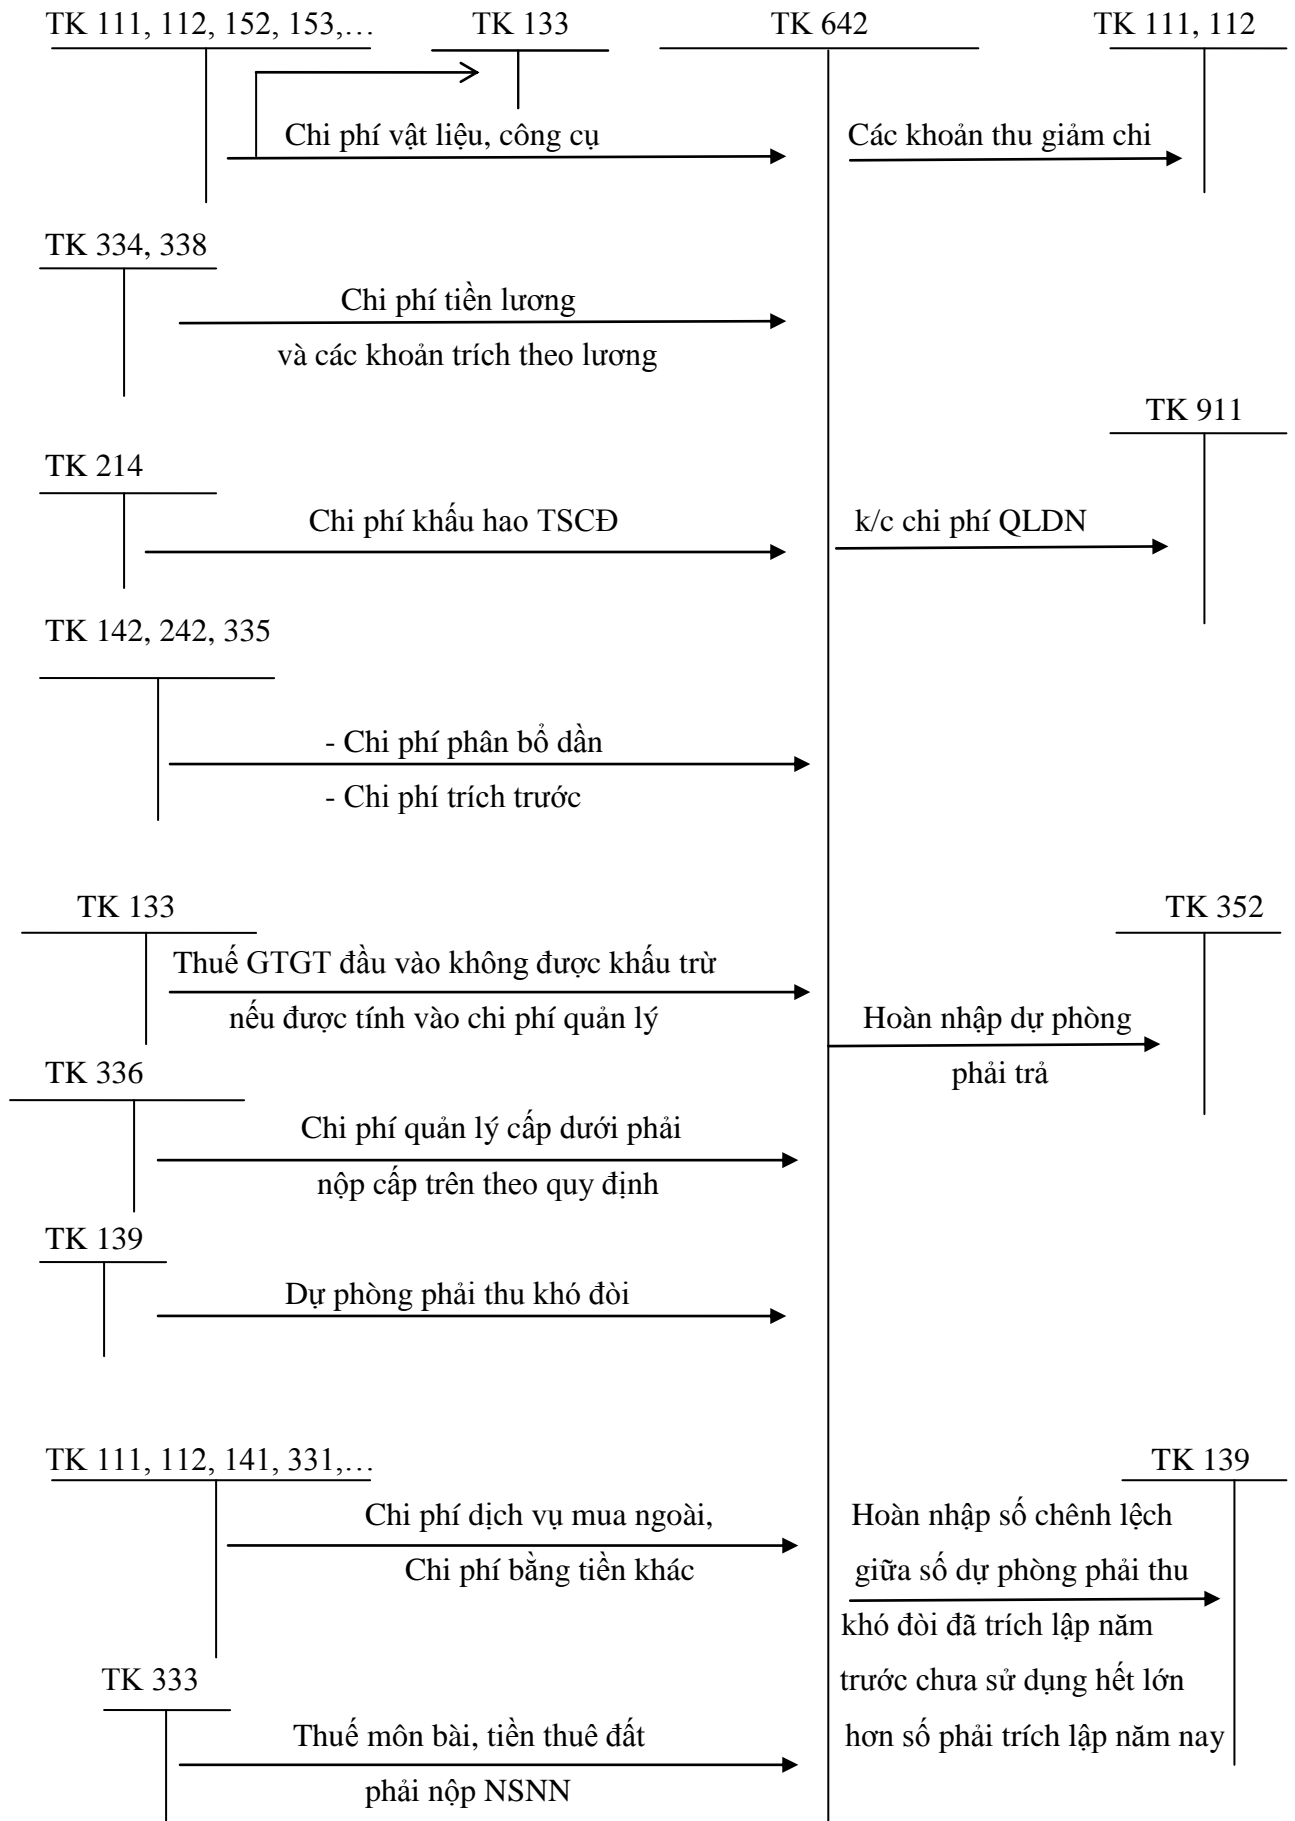 TK 111, 112, 152, 153,… TK 133 TK 642 TK 111, 112
Chi phí vật liệu, công cụ
Các khoản thu giảm chi
TK 334, 338
Chi phí tiền lương
và các khoản trích theo lương
TK 911
TK 214
Chi phí khấu hao TSCĐ
k/c chi phí QLDN
TK 142, 242, 335
- Chi phí phân bổ dần
- Chi phí trích trước
TK 133
TK 352
Thuế GTGT đầu vào không được khấu trừ
nếu được tính vào chi phí quản lý
Hoàn nhập dự phòng
phải trả
TK 336
Chi phí quản lý cấp dưới phải
nộp cấp trên theo quy định
TK 139
Dự phòng phải thu khó đòi
TK 111, 112, 141, 331,…
TK 139
Chi phí dịch vụ mua ngoài,
Chi phí bằng tiền khác
Hoàn nhập số chênh lệch
giữa số dự phòng phải thu
khó đòi đã trích lập năm
trước chưa sử dụng hết lớn
hơn số phải trích lập năm nay
TK 333
Thuế môn bài, tiền thuê đất
phải nộp NSNN